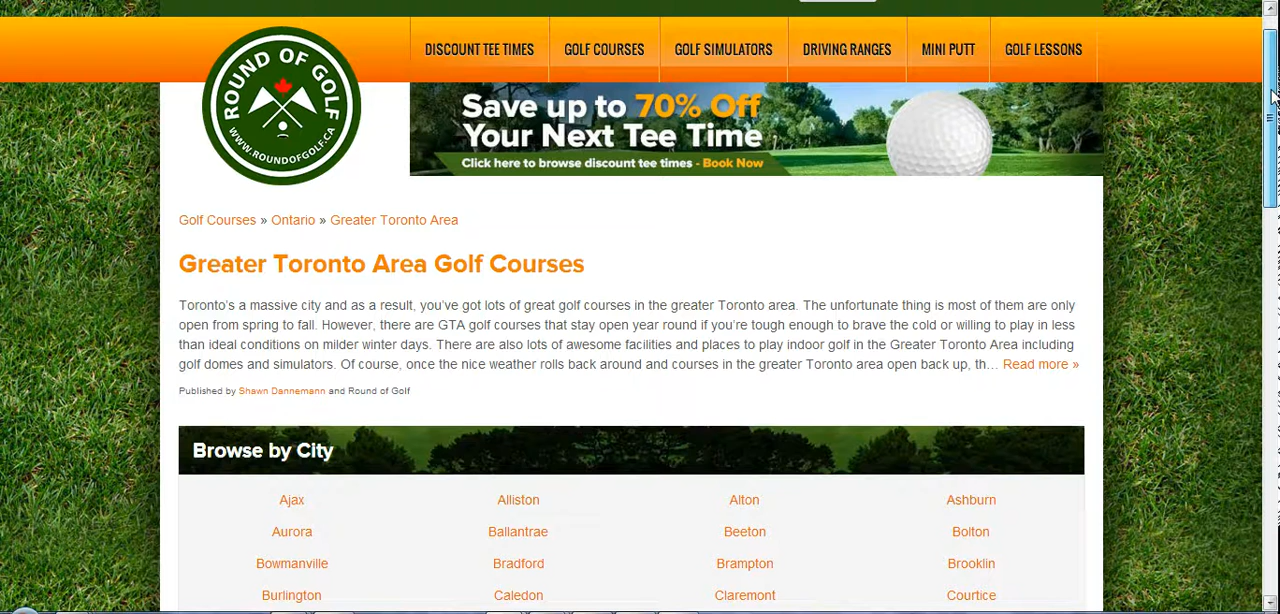 DISCOUNT TEE TIMES GOLF COURSES GOLF SIMULATORS DRIVING RANGES MINI PUTT GOLF LESSONS
ROUND OF GOLF
WWW.ROUNDOFGOLF.CA
Save up to 70% Off
Your Next Tee Time
Click here to browse discount tee times - Book Now
Golf Courses » Ontario » Greater Toronto Area
Greater Toronto Area Golf Courses
Toronto's a massive city and as a result, you've got lots of great golf courses in the greater Toronto area. The unfortunate thing is most of them are only
open from spring to fall. However, there are GTA golf courses that stay open year round if you're tough enough to brave the cold or willing to play in less
than ideal conditions on milder winter days. There are also lots of awesome facilities and places to play indoor golf in the Greater Toronto Area including
golf domes and simulators. Of course, once the nice weather rolls back around and courses in the greater Toronto area open back up, th... Read more »
Published by Shawn Dannemann and Round of Golf
Browse by City
Ajax Alliston Alton Ashburn
Aurora Ballantrae Beeton Bolton
Bowmanville Bradford Brampton Brooklin
Burlington Caledon Claremont Courtice